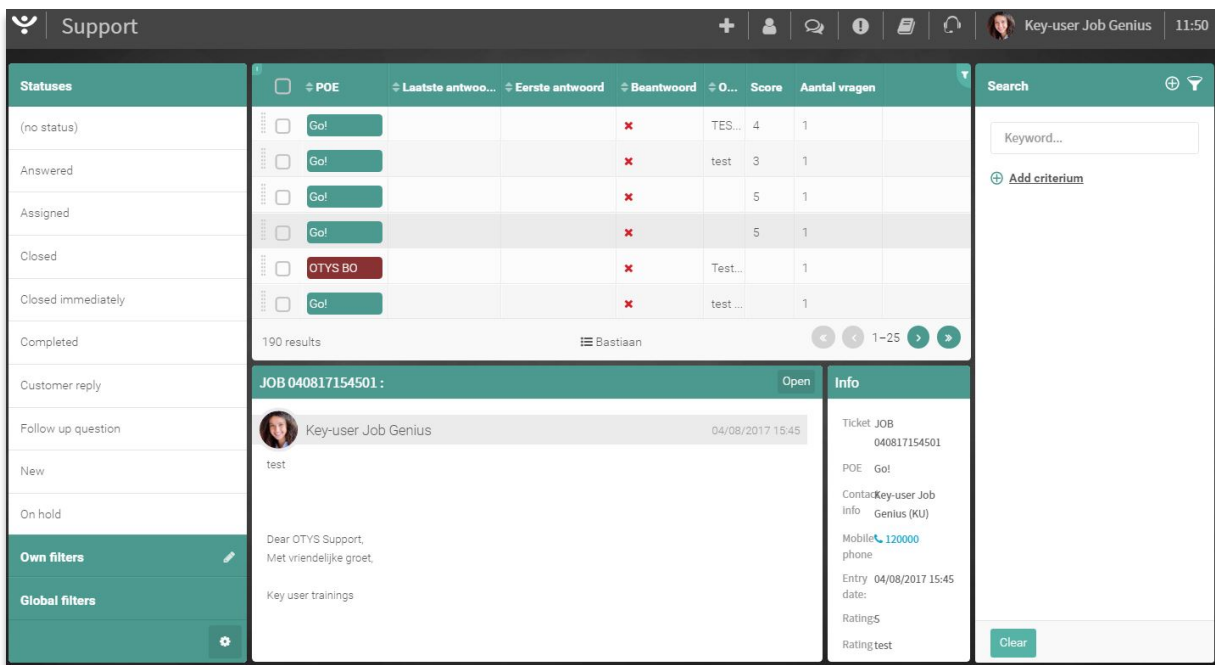 Support
Key-user Job Genius
11:50
Statuses
(no status)
Answered
Assigned
Closed
Closed immediately
Completed
Customer reply
Follow up question
New
On hold
Own filters
Global filters
POE Laatste antwoo... Eerste antwoord Beantwoord O... Score Aantal vragen
Go! TES... 4 1
Go! test 3 1
Go! 5 1
Go! 5 1
OTYS BO Test... 1
Go! test ... 1
190 results Bastiaan 1–25
JOB 040817154501 : Open
Key-user Job Genius 04/08/2017 15:45
test
Dear OTYS Support,
Met vriendelijke groet,
Key user trainings
Info
Ticket JOB
040817154501
POE Go!
Contact Key-user Job
info Genius (KU)
Mobile 120000
phone
Entry 04/08/2017 15:45
date:
Rating: 5
Rating test
Search
Keyword...
Add criterium
Clear